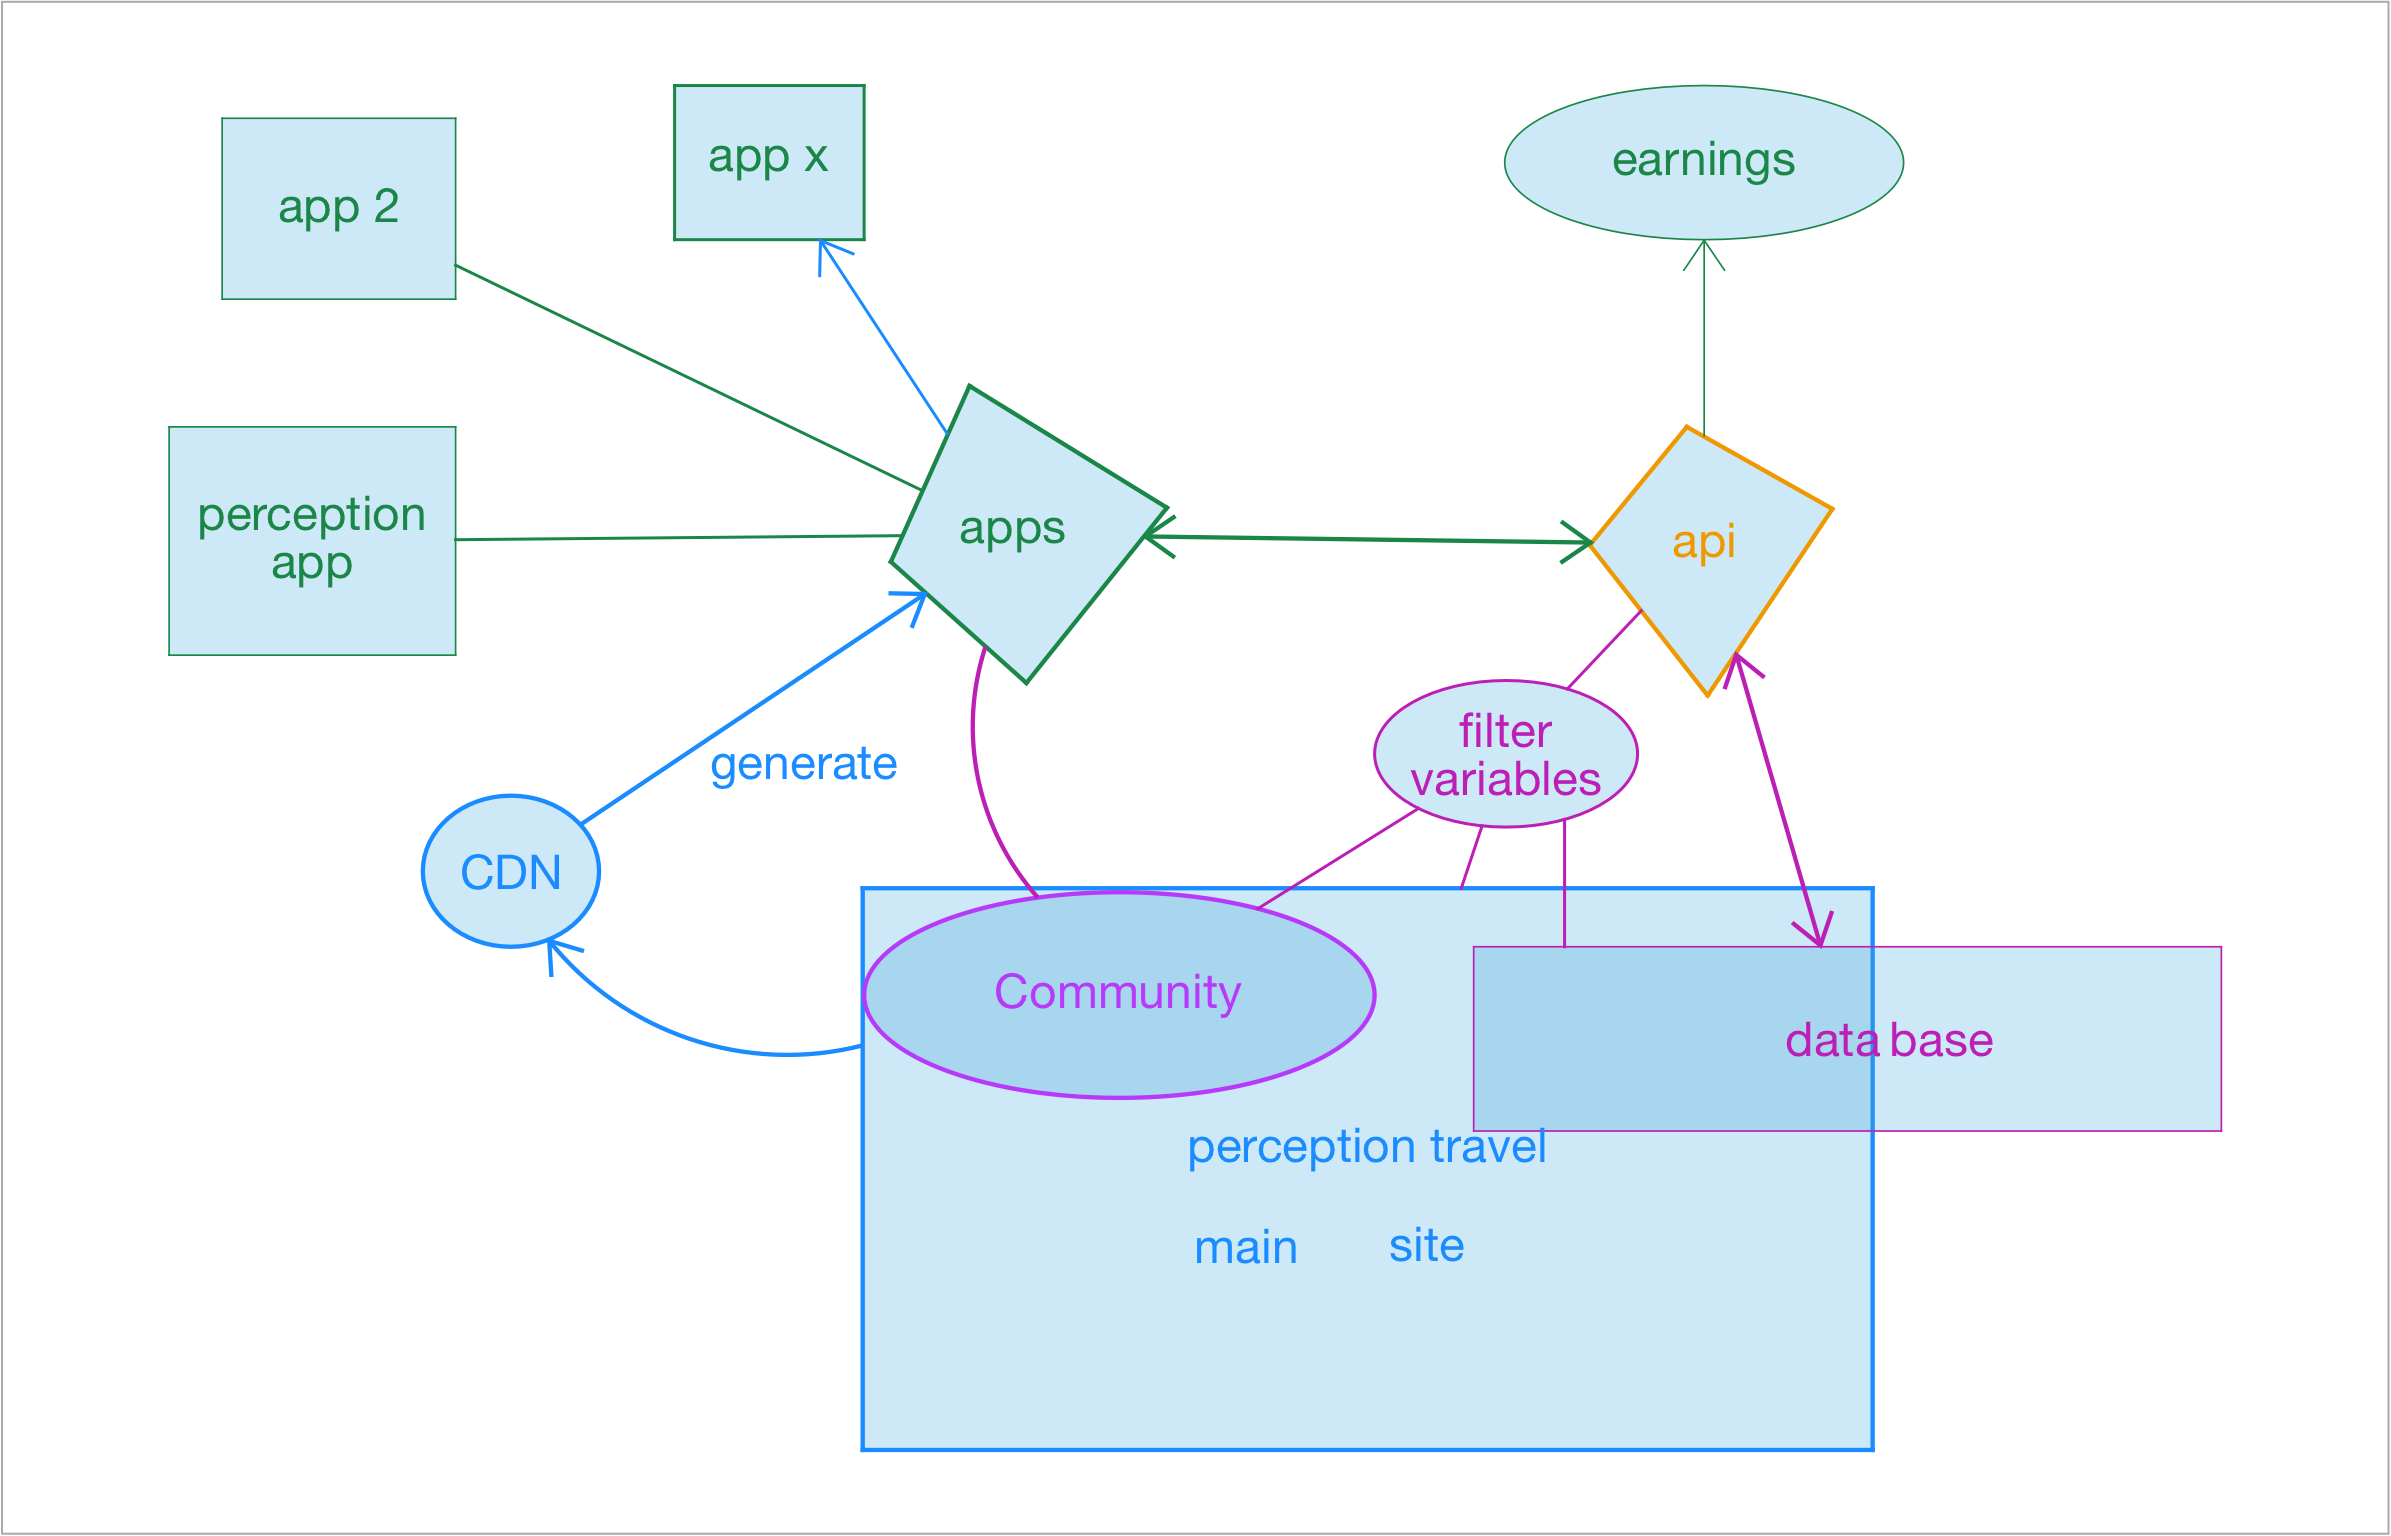 app x
earnings
app 2
perception
app
apps
api
filter
variables
generate
CDN
Community
data base
perception travel
main site